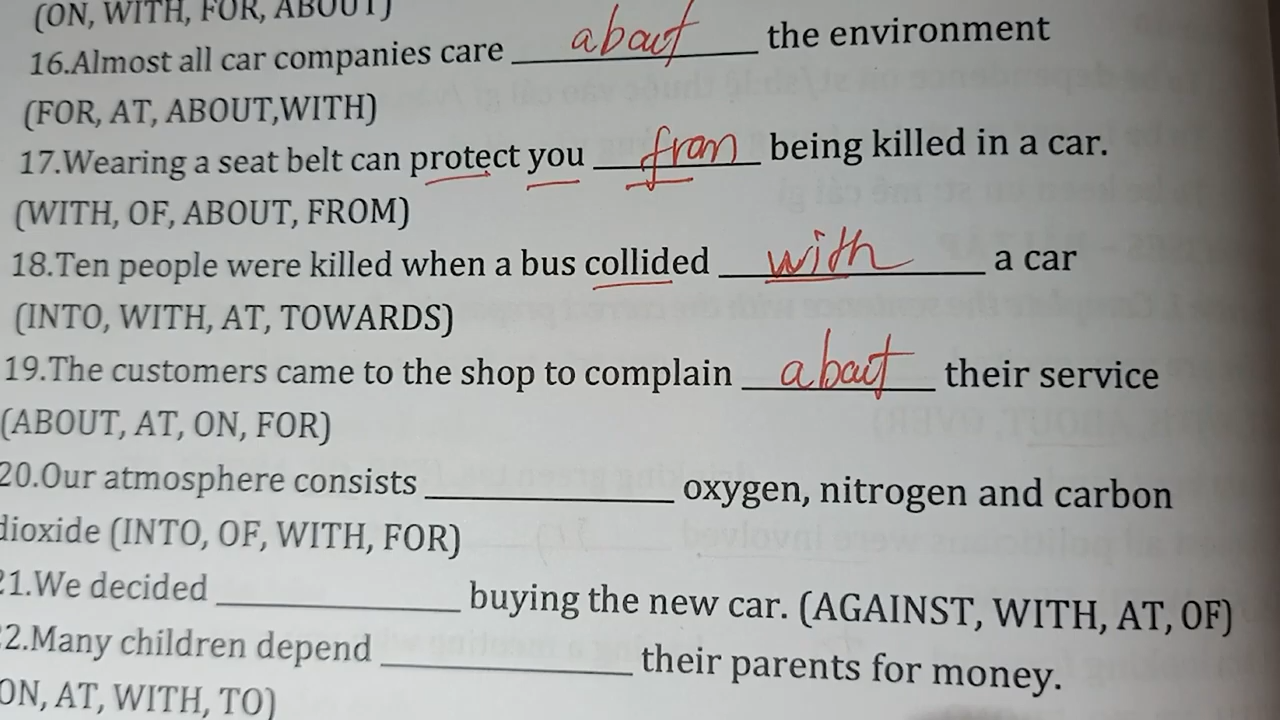 (ON, WITH, FOR, ABOUT)
16.Almost all car companies care about the environment
(FOR, AT, ABOUT,WITH)
17.Wearing a seat belt can protect you from being killed in a car.
(WITH, OF, ABOUT, FROM)
18.Ten people were killed when a bus collided with a car
(INTO, WITH, AT, TOWARDS)
19.The customers came to the shop to complain about their service
(ABOUT, AT, ON, FOR)
20.Our atmosphere consists ____ oxygen, nitrogen and carbon
dioxide (INTO, OF, WITH, FOR)
21.We decided ____ buying the new car. (AGAINST, WITH, AT, OF)
22.Many children depend ____ their parents for money.
ON, AT, WITH, TO)